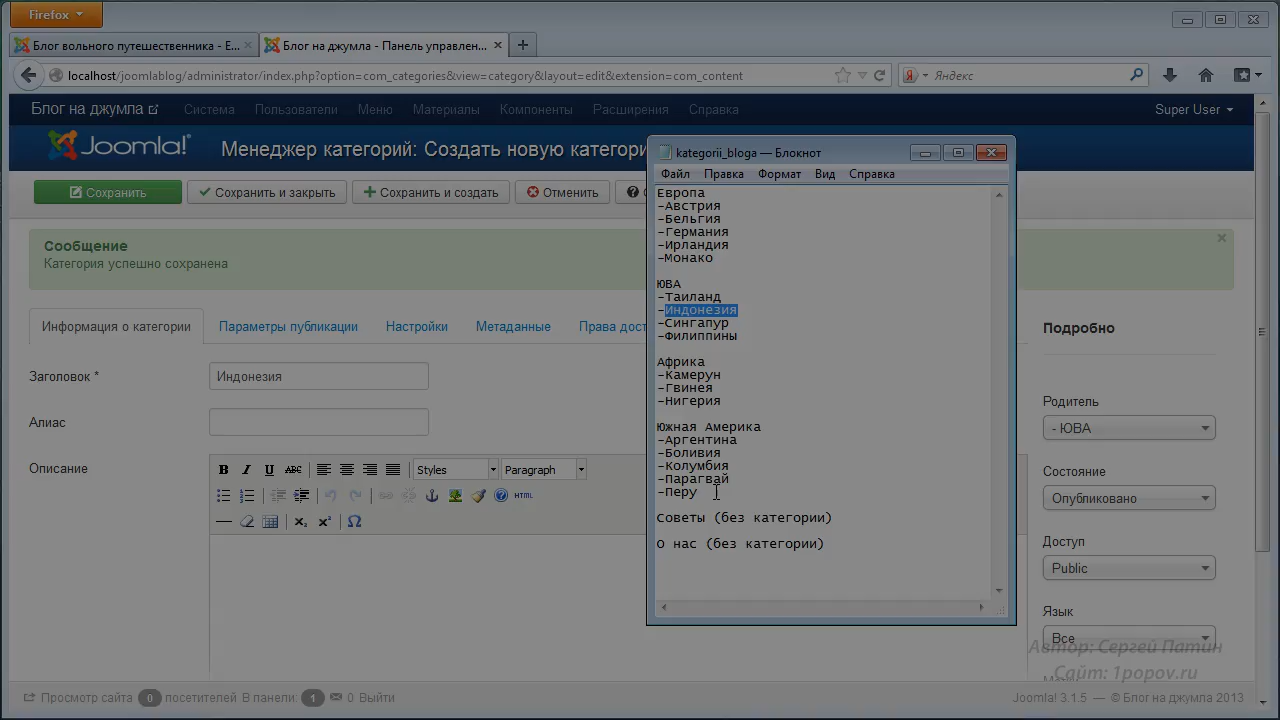 Firefox
Блог вольного путешественника - Е...
Блог на джумла - Панель управлен...
localhost/joomlablog/administrator/index.php?option=com_categories&view=category&layout=edit&extension=com_content
Яндекс
Блог на джумла
Система
Пользователи
Меню
Материалы
Компоненты
Расширения
Справка
Super User
Joomla!
Менеджер категорий: Создать новую категори
Сохранить
Сохранить и закрыть
Сохранить и создать
Отменить
Сообщение
Категория успешно сохранена
Информация о категории
Параметры публикации
Настройки
Метаданные
Права дост
Заголовок *
Индонезия
Алиас
Описание
B I U ABC
Styles
Paragraph
HTML
kategorii_bloga — Блокнот
Файл Правка Формат Вид Справка
Европа
-Австрия
-Бельгия
-Германия
-Ирландия
-Монако
ЮВА
-Таиланд
-Индонезия
-Сингапур
-Филиппины
Африка
-Камерун
-Гвинея
-Нигерия
Южная Америка
-Аргентина
-Боливия
-Колумбия
-Парагвай
-Перу
Советы (без категории)
О нас (без категории)
Подробно
Родитель
- ЮВА
Состояние
Опубликовано
Доступ
Public
Язык
Все
Автор: Сергей Патин
Сайт: 1popov.ru
Просмотр сайта 0 посетителей В панели: 1 0 Выйти
Joomla! 3.1.5 — © Блог на джумла 2013